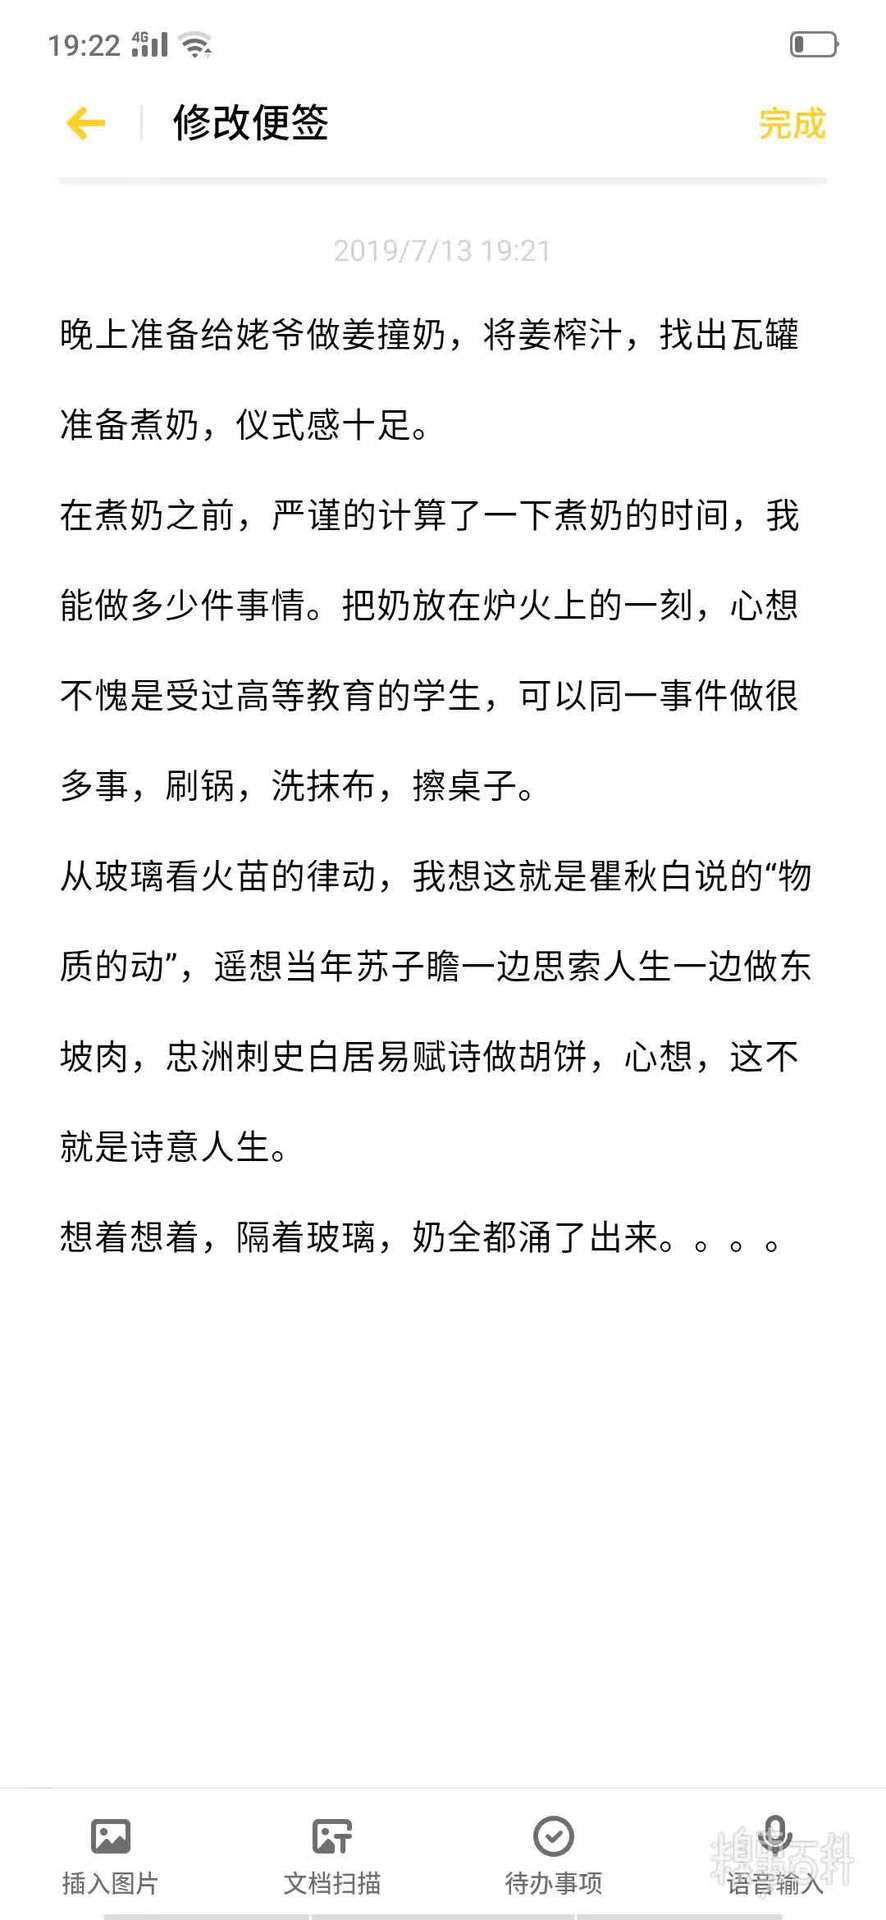 19:22 4G
修改便签
完成
2019/7/13 19:21
晚上准备给姥爷做姜撞奶，将姜榨汁，找出瓦罐
准备煮奶，仪式感十足。
在煮奶之前，严谨的计算了一下煮奶的时间，我
能做多少件事情。把奶放在炉火上的一刻，心想
不愧是受过高等教育的学生，可以同一事件做很
多事，刷锅，洗抹布，擦桌子。
从玻璃看火苗的律动，我想这就是瞿秋白说的“物
质的动”，遥想当年苏子瞻一边思索人生一边做东
坡肉，忠洲刺史白居易赋诗做胡饼，心想，这不
就是诗意人生。
想着想着，隔着玻璃，奶全都涌了出来。。。。
插入图片
文档扫描
待办事项
语音输入
糗事百科